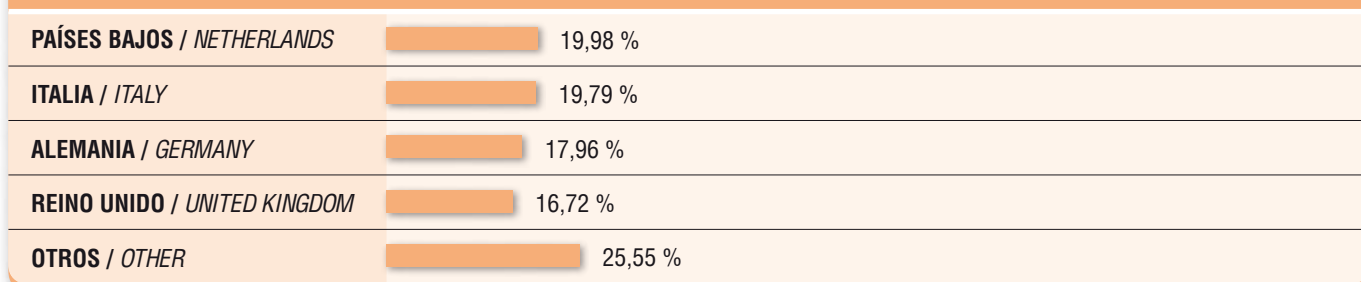 PAÍSES BAJOS / NETHERLANDS 19,98 %
ITALIA / ITALY 19,79 %
ALEMANIA / GERMANY 17,96 %
REINO UNIDO / UNITED KINGDOM 16,72 %
OTROS / OTHER 25,55 %